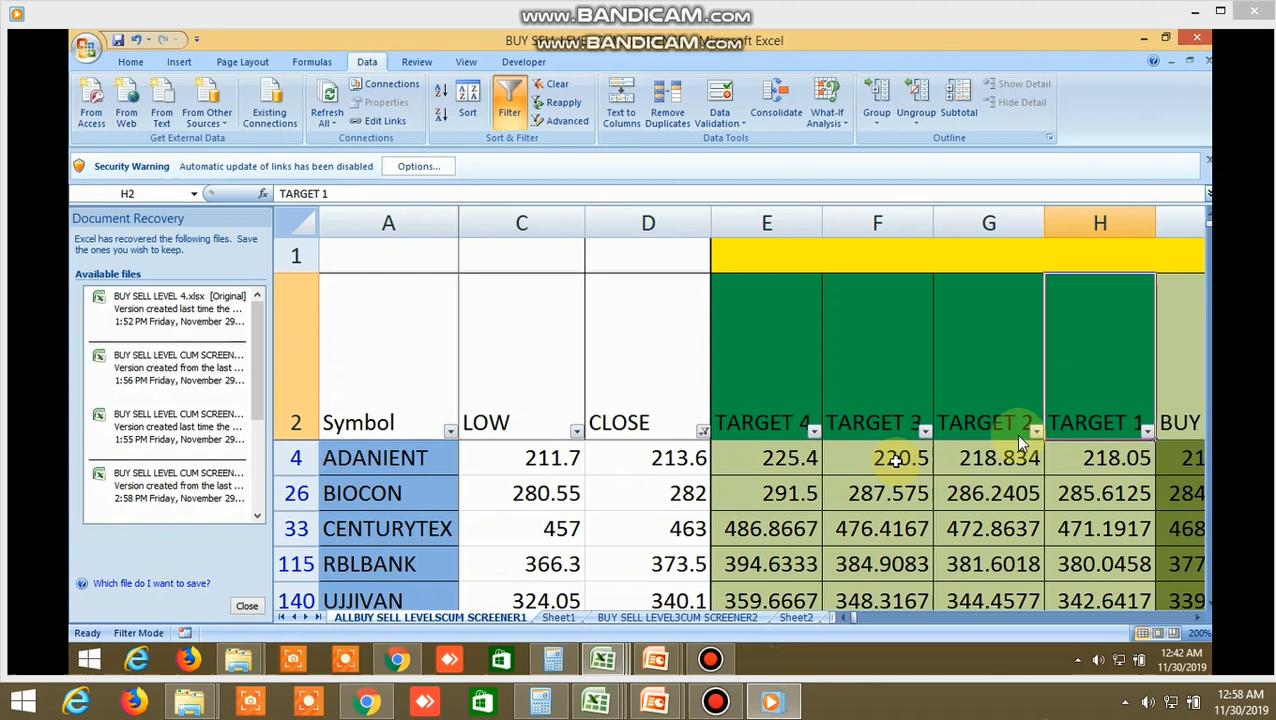 www.BANDICAM.com
BUY SELL LEVEL
Microsoft Excel
www.BANDICAM.com
Home Insert Page Layout Formulas Data Review View Developer
From Access
From Web
From Text
From Other Sources
Existing Connections
Get External Data
Refresh All
Connections
Properties
Edit Links
Connections
Sort
Filter
Clear
Reapply
Advanced
Sort & Filter
Text to Columns
Remove Duplicates
Data Validation
Consolidate
What-If Analysis
Data Tools
Group
Ungroup
Subtotal
Show Detail
Hide Detail
Outline
Security Warning Automatic update of links has been disabled Options...
H2 fx TARGET 1
Document Recovery
Excel has recovered the following files. Save
the ones you wish to keep.
Available files
BUY SELL LEVEL 4.xlsx [Original]
Version created last time the ...
1:52 PM Friday, November 29...
BUY SELL LEVEL CUM SCREEN...
Version created from the last ...
1:56 PM Friday, November 29...
BUY SELL LEVEL CUM SCREEN...
Version created from the last ...
1:55 PM Friday, November 29...
BUY SELL LEVEL CUM SCREEN...
Version created from the last ...
2:58 PM Friday, November 29...
Which file do I want to save?
Close
A C D E F G H
1
2 Symbol LOW CLOSE TARGET 4 TARGET 3 TARGET 2 TARGET 1 BUY
4 ADANIENT 211.7 213.6 225.4 220.5 218.834 218.05 21
26 BIOCON 280.55 282 291.5 287.575 286.2405 285.6125 284
33 CENTURYTEX 457 463 486.8667 476.4167 472.8637 471.1917 468
115 RBLBANK 366.3 373.5 394.6333 384.9083 381.6018 380.0458 377
140 UJJIVAN 324.05 340.1 359.6667 348.3167 344.4577 342.6417 339
ALLBUY SELL LEVELSCUM SCREENER1 Sheet1 BUY SELL LEVEL3CUM SCREENER2 Sheet2
Ready Filter Mode 200%
12:42 AM
11/30/2019
12:58 AM
11/30/2019